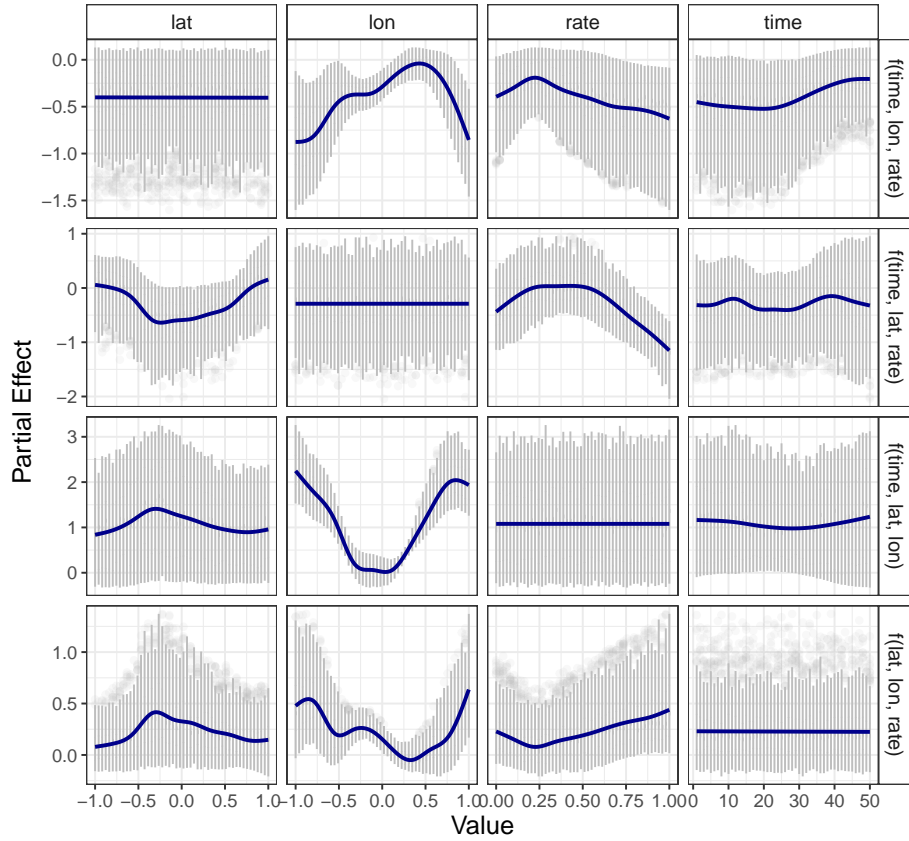 lat lon rate time
0.0
−0.5
−1.0
−1.5
f(time, lon, rate)
1
0
−1
−2
f(time, lat, rate)
3
2
1
0
f(time, lat, lon)
1.0
0.5
0.0
f(lat, lon, rate)
Partial Effect
−1.0 −0.5 0.0 0.5 1.0 −1.0 −0.5 0.0 0.5 1.0 0.00 0.25 0.50 0.75 1.00 0 10 20 30 40 50
Value